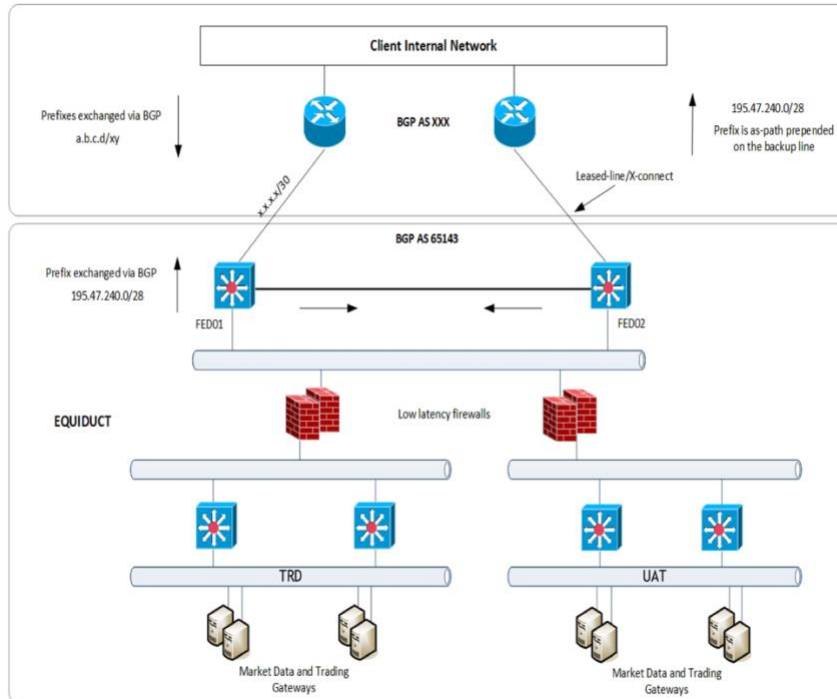 Client Internal Network
Prefixes exchanged via BGP
a.b.c.d/xy
BGP AS XXX
195.47.240.0/28
Prefix is as-path prepended
on the backup line
x.x.x.x/30
Leased-line/X-connect
BGP AS 65143
Prefix exchanged via BGP
195.47.240.0/28
FED01
FED02
EQUIDUCT
Low latency firewalls
TRD
UAT
Market Data and Trading
Gateways
Market Data and Trading
Gateways